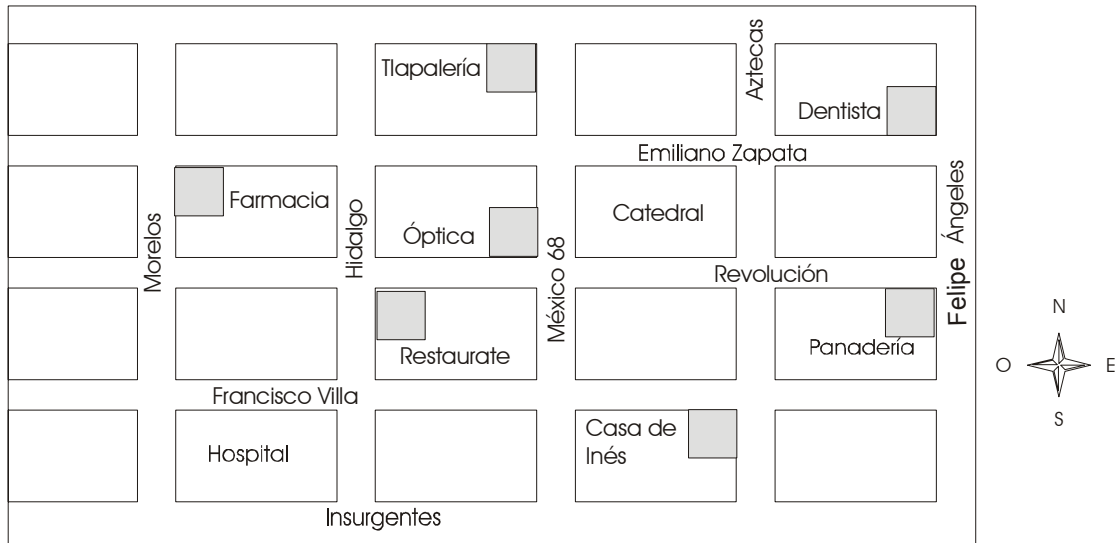 Tlapalería
Aztecas
Dentista
Emiliano Zapata
Farmacia
Catedral
Óptica
Morelos
Hidalgo
México 68
Felipe Ángeles
Revolución
Restaurate
Panadería
N
O
E
S
Francisco Villa
Hospital
Casa de
Inés
Insurgentes